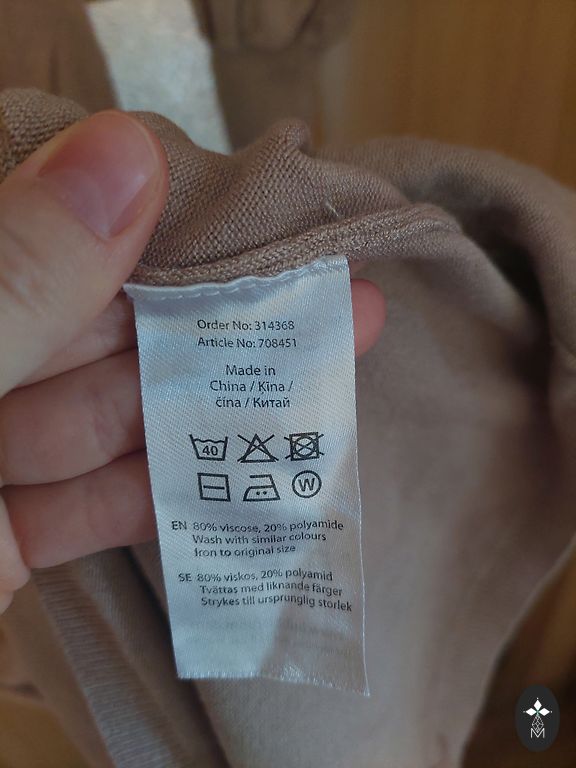 Order No: 314368
Article No: 708451
Made in
China / Ķīna /
čína / Китай
40
W
EN 80% viscose, 20% polyamide
Wash with similar colours
Iron to original size
SE 80% viskos, 20% polyamid
Tvättas med liknande färger
Strykes till ursprunglig storlek
M